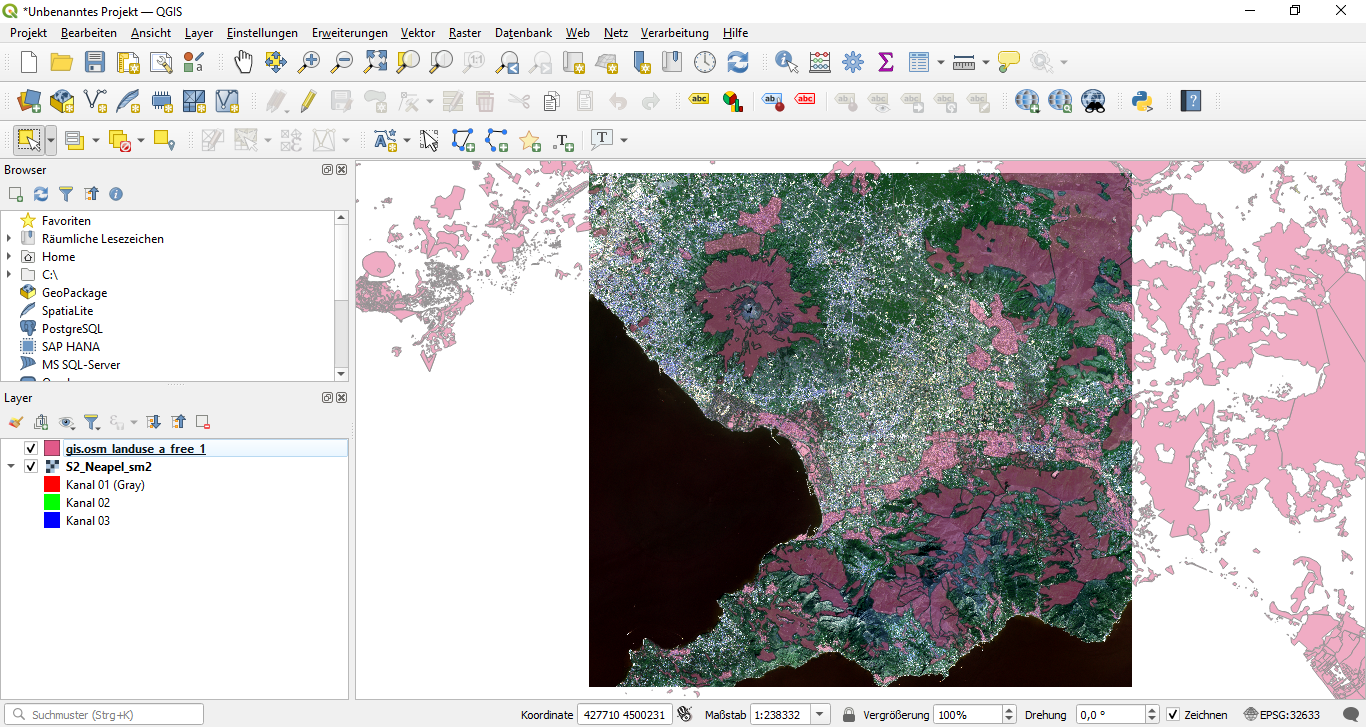 *Unbenanntes Projekt — QGIS
Projekt Bearbeiten Ansicht Layer Einstellungen Erweiterungen Vektor Raster Datenbank Web Netz Verarbeitung Hilfe
1:1
abc abc abc
T
T
?
Browser
Favoriten
Räumliche Lesezeichen
Home
C:\
GeoPackage
SpatiaLite
PostgreSQL
SAP HANA
MS SQL-Server
Layer
gis.osm_landuse_a_free_1
S2_Neapel_sm2
Kanal 01 (Gray)
Kanal 02
Kanal 03
Suchmuster (Strg+K) Koordinate 427710 4500231 Maßstab 1:238332 Vergrößerung 100% Drehung 0,0 ° Zeichnen EPSG:32633